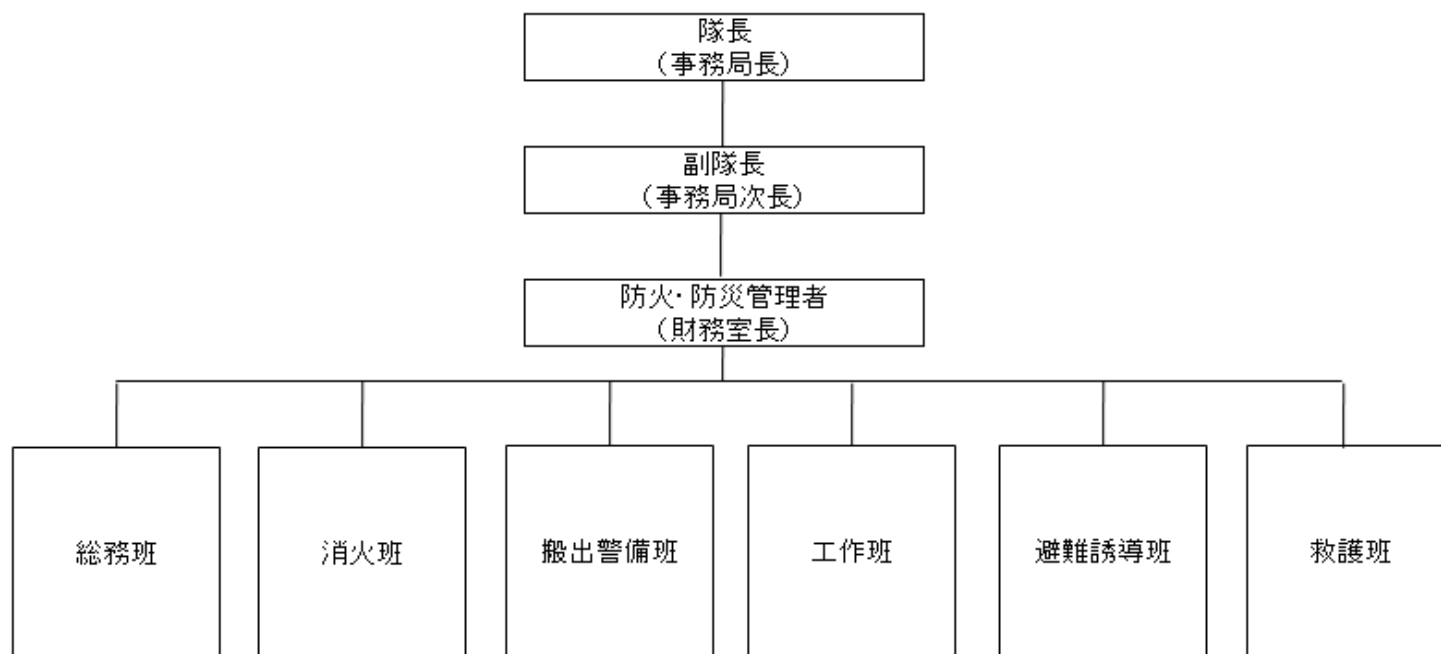 隊長
（事務局長）
副隊長
（事務局次長）
防火・防災管理者
（財務室長）
総務班
消火班
搬出警備班
工作班
避難誘導班
救護班